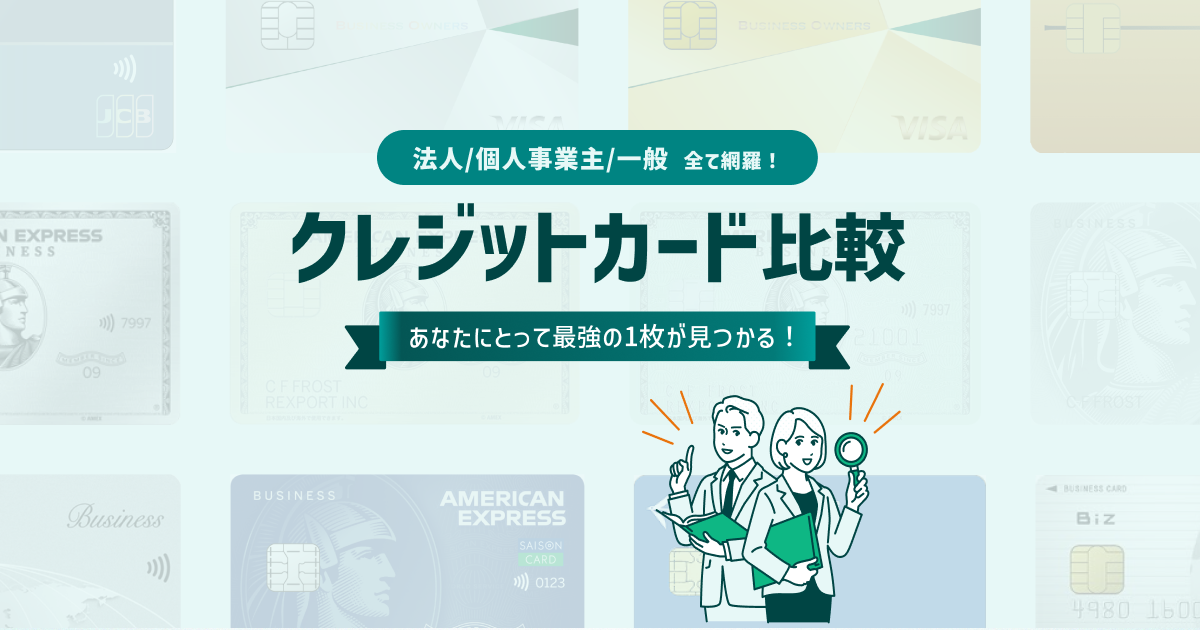 BUSINESS OWNERS
BUSINESS OWNERS
JCB
VISA
VISA
法人/個人事業主/一般 全て網羅！
クレジットカード比較
N EXPRESS
NESS
BUSINESS
7997
7997
21001
09
09
C F FROST
REXPORT INC
C F FROST
あなたにとって最強の1枚が見つかる！
Business
BUSINESS
AMERICAN
EXPRESS
SAISON
CARD
0123
BUSINESS CARD
Biz
4980 1600